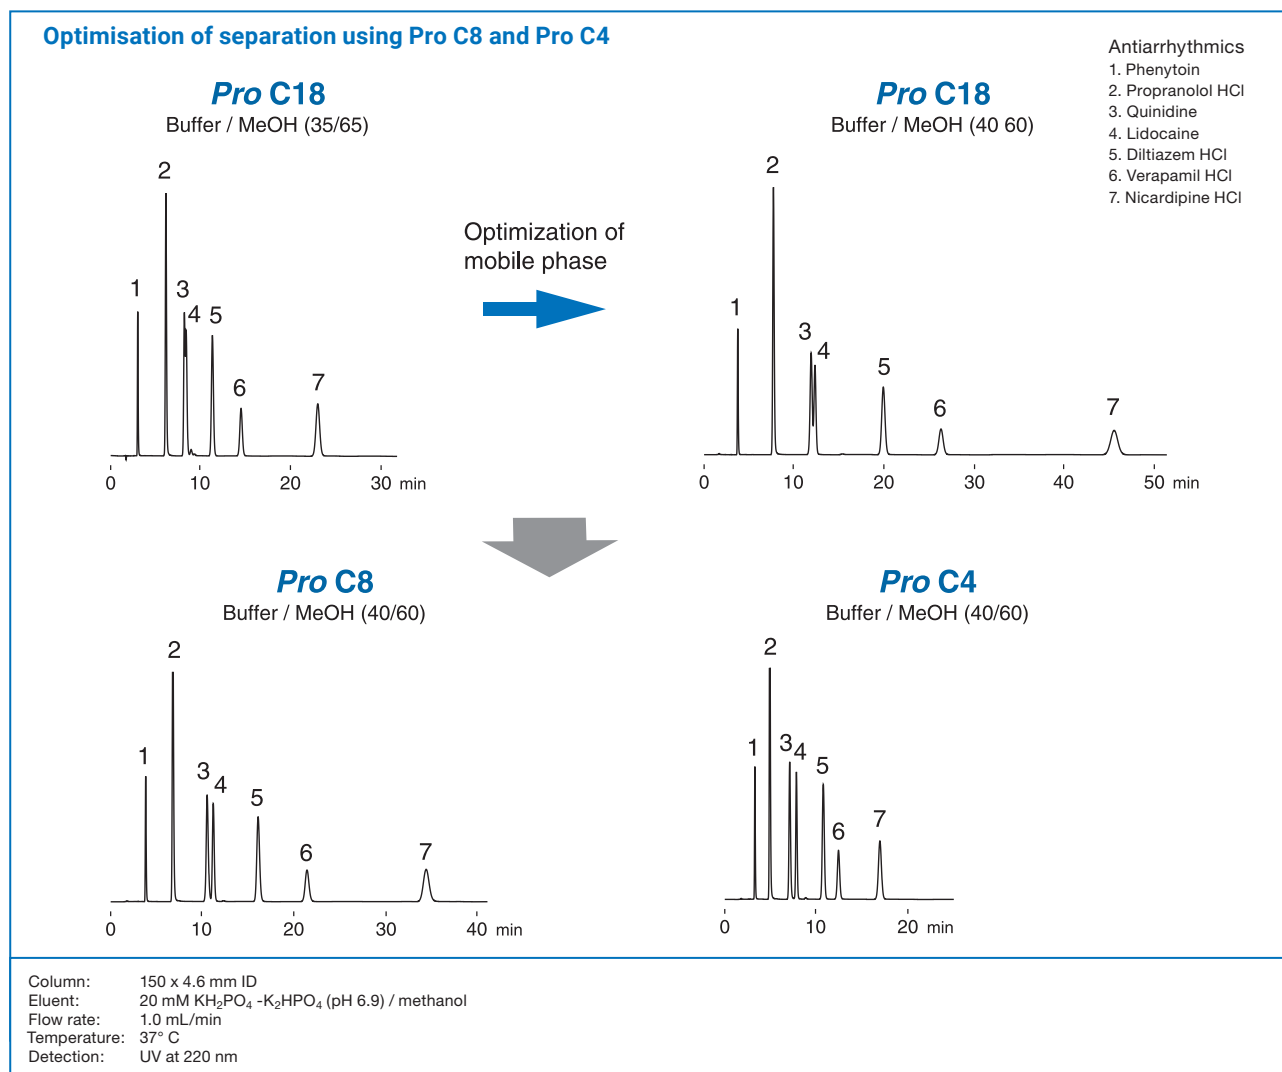 Optimisation of separation using Pro C8 and Pro C4
Antiarrhythmics
1. Phenytoin
2. Propranolol HCl
3. Quinidine
4. Lidocaine
5. Diltiazem HCl
6. Verapamil HCl
7. Nicardipine HCl
Pro C18
Buffer / MeOH (35/65)
1
2
3
4
5
6
7
0 10 20 30 min
Optimization of
mobile phase
Pro C18
Buffer / MeOH (40 60)
1
2
3
4
5
6
7
0 10 20 30 40 50 min
Pro C8
Buffer / MeOH (40/60)
1
2
3
4
5
6
7
0 10 20 30 40 min
Pro C4
Buffer / MeOH (40/60)
1
2
3
4
5
6
7
0 10 20 min
Column: 150 x 4.6 mm ID
Eluent: 20 mM KH₂PO₄ -K₂HPO₄ (pH 6.9) / methanol
Flow rate: 1.0 mL/min
Temperature: 37° C
Detection: UV at 220 nm